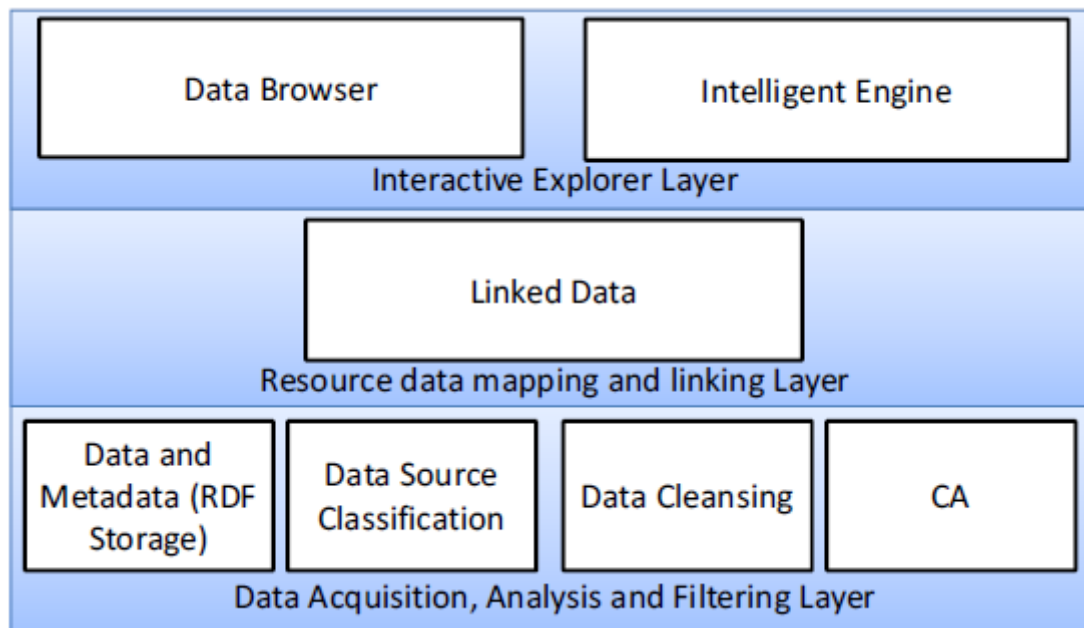 Data Browser
Intelligent Engine
Interactive Explorer Layer
Linked Data
Resource data mapping and linking Layer
Data and
Metadata (RDF
Storage)
Data Source
Classification
Data Cleansing
CA
Data Acquisition, Analysis and Filtering Layer